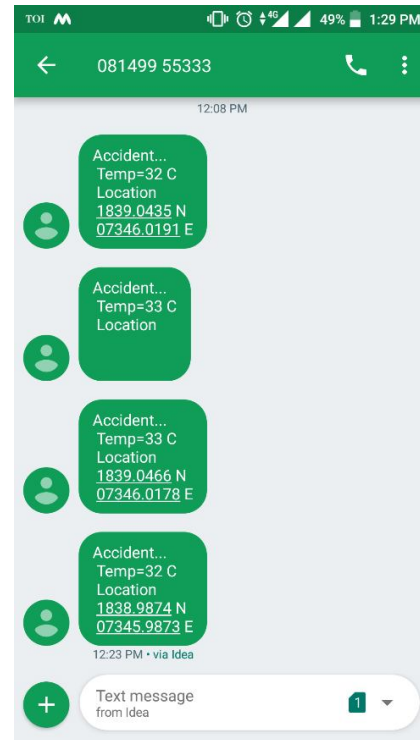 TOI 4G 49% 1:29 PM
081499 55333
12:08 PM
Accident...
Temp=32 C
Location
1839.0435 N
07346.0191 E
Accident...
Temp=33 C
Location
Accident...
Temp=33 C
Location
1839.0466 N
07346.0178 E
Accident...
Temp=32 C
Location
1838.9874 N
07345.9873 E
12:23 PM • via Idea
Text message
from Idea
1